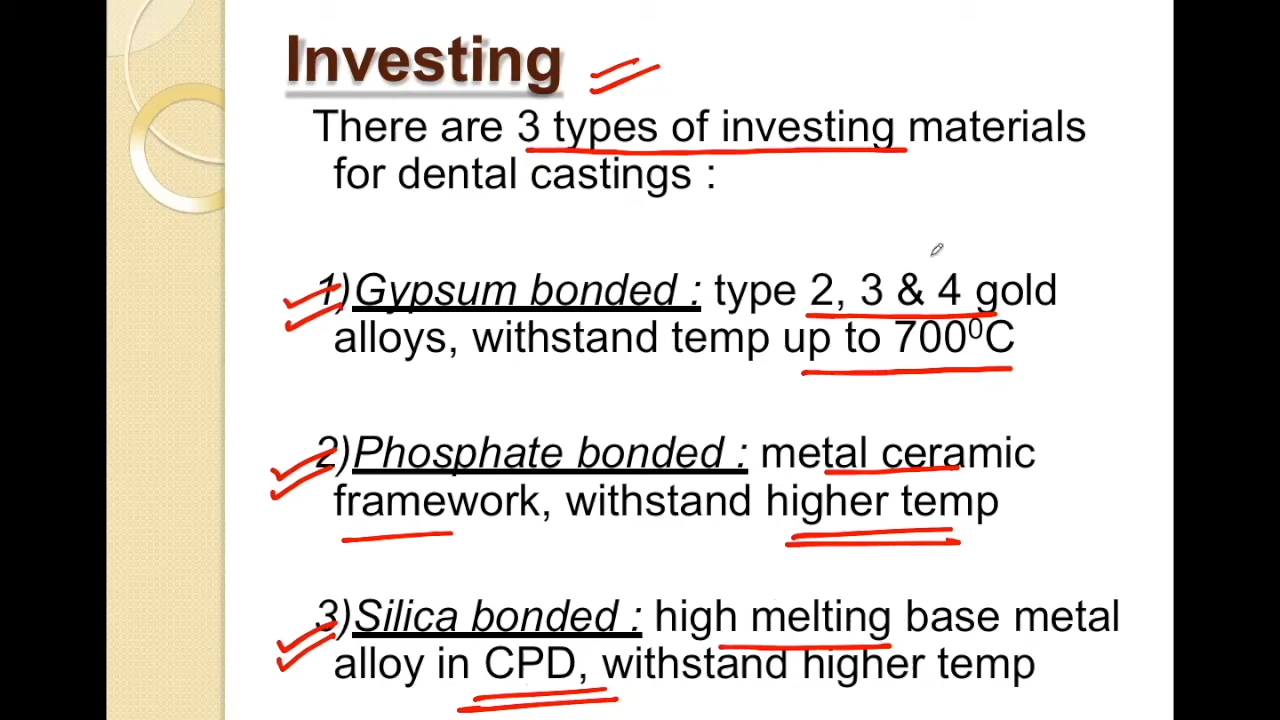 Investing
There are 3 types of investing materials
for dental castings :
1)Gypsum bonded : type 2, 3 & 4 gold
alloys, withstand temp up to 700⁰C
2)Phosphate bonded : metal ceramic
framework, withstand higher temp
3)Silica bonded : high melting base metal
alloy in CPD, withstand higher temp